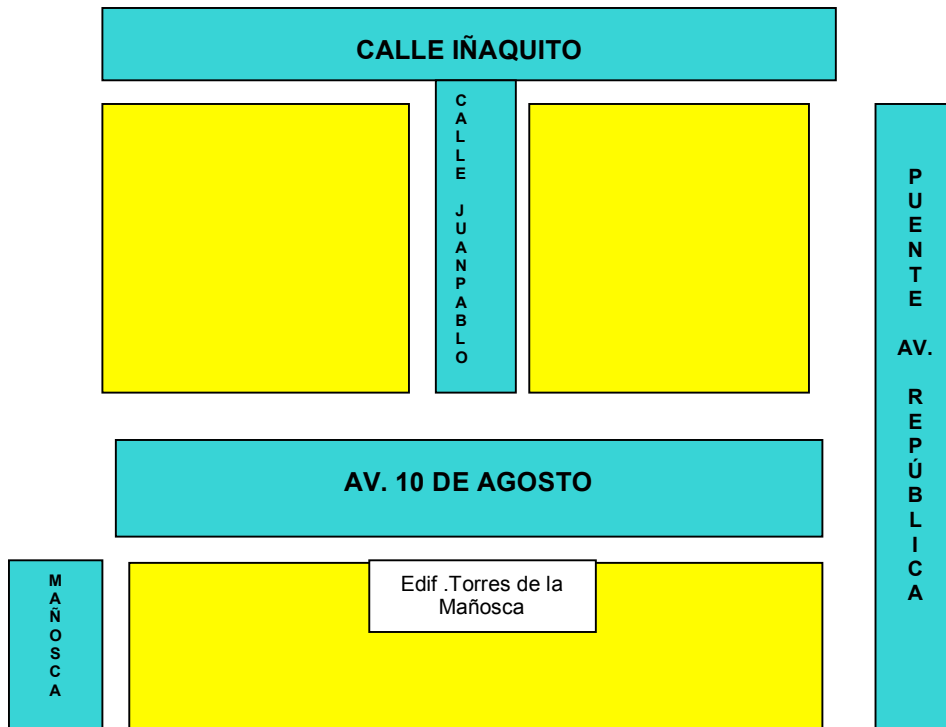 CALLE IÑAQUITO
CALLE JUANPABLO
PUENTE AV. REPÚBLICA
AV. 10 DE AGOSTO
Edif .Torres de la
Mañosca
MAÑOSCA